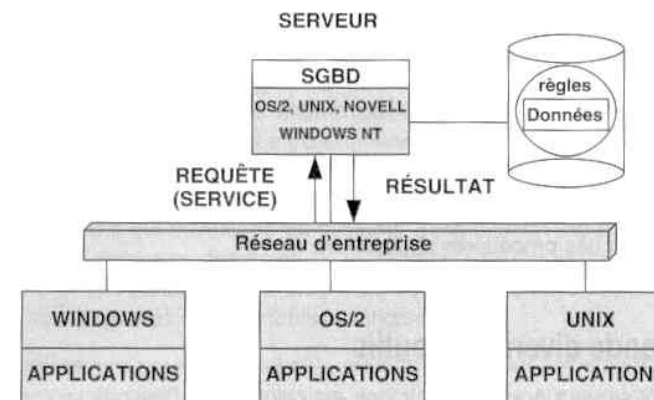 SERVEUR
SGBD
OS/2, UNIX, NOVELL
WINDOWS NT
règles
Données
REQUÊTE
(SERVICE)
RÉSULTAT
Réseau d'entreprise
WINDOWS
OS/2
UNIX
APPLICATIONS
APPLICATIONS
APPLICATION